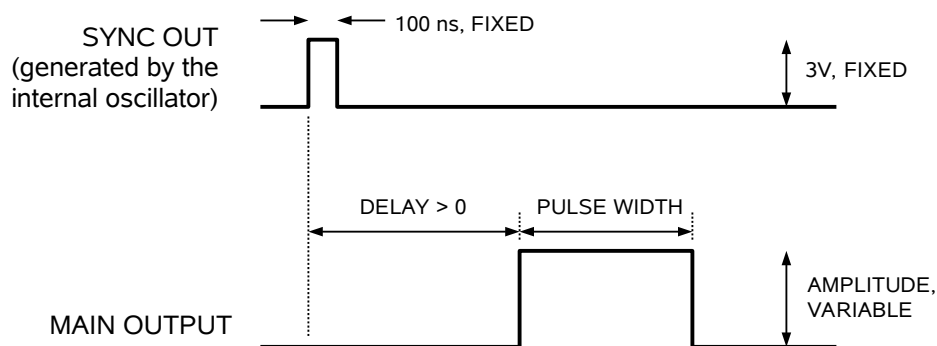 100 ns, FIXED
SYNC OUT
(generated by the
internal oscillator)
3V, FIXED
DELAY > 0
PULSE WIDTH
AMPLITUDE,
VARIABLE
MAIN OUTPUT